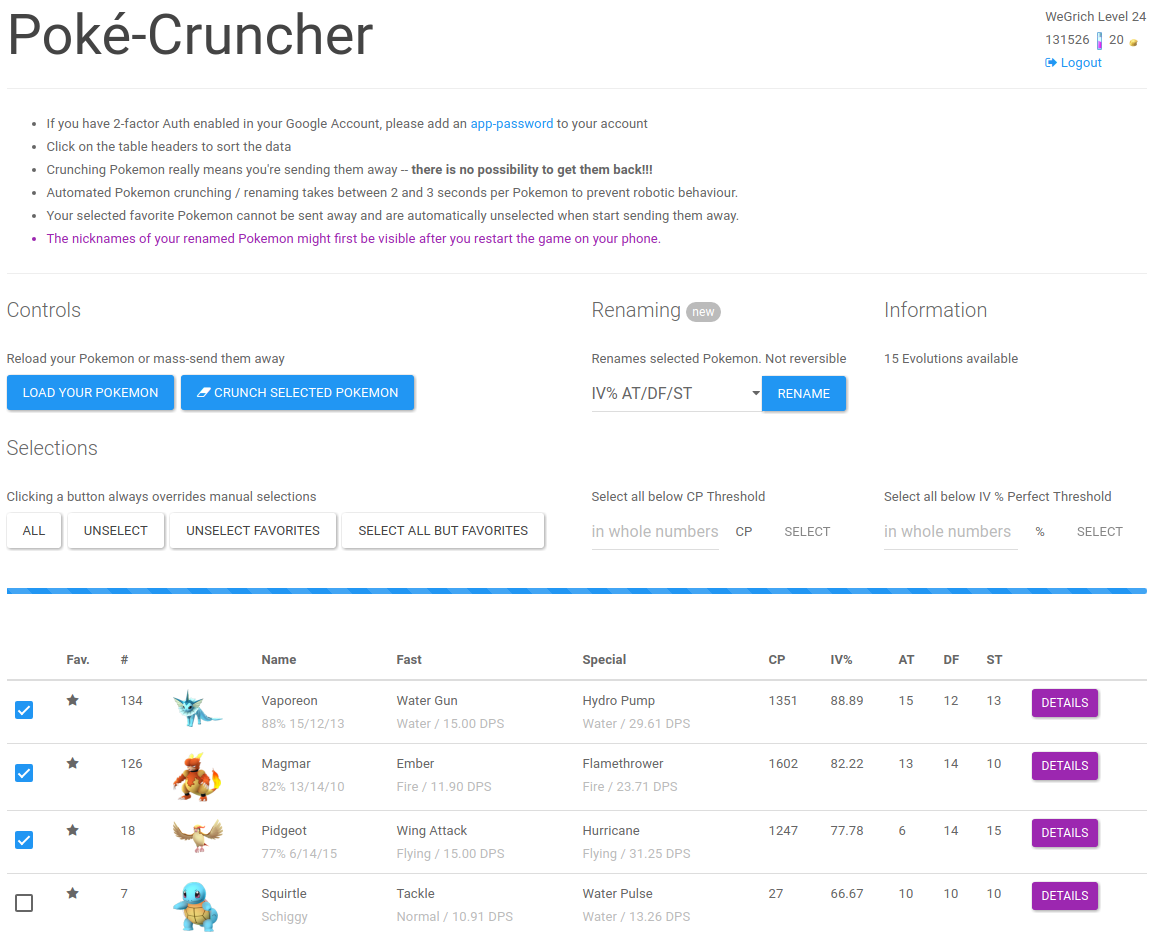 Poké-Cruncher
WeGrich Level 24
131526 20
Logout
If you have 2-factor Auth enabled in your Google Account, please add an app-password to your account
Click on the table headers to sort the data
Crunching Pokemon really means you're sending them away -- there is no possibility to get them back!!!
Automated Pokemon crunching / renaming takes between 2 and 3 seconds per Pokemon to prevent robotic behaviour.
Your selected favorite Pokemon cannot be sent away and are automatically unselected when start sending them away.
The nicknames of your renamed Pokemon might first be visible after you restart the game on your phone.
Controls
Reload your Pokemon or mass-send them away
LOAD YOUR POKEMON CRUNCH SELECTED POKEMON
Renaming new
Renames selected Pokemon. Not reversible
IV% AT/DF/ST RENAME
Information
15 Evolutions available
Selections
Clicking a button always overrides manual selections
ALL UNSELECT UNSELECT FAVORITES SELECT ALL BUT FAVORITES
Select all below CP Threshold
in whole numbers CP SELECT
Select all below IV % Perfect Threshold
in whole numbers % SELECT
Fav. # Name Fast Special CP IV% AT DF ST
134 Vaporeon Water Gun Hydro Pump 1351 88.89 15 12 13 DETAILS
88% 15/12/13 Water / 15.00 DPS Water / 29.61 DPS
126 Magmar Ember Flamethrower 1602 82.22 13 14 10 DETAILS
82% 13/14/10 Fire / 11.90 DPS Fire / 23.71 DPS
18 Pidgeot Wing Attack Hurricane 1247 77.78 6 14 15 DETAILS
77% 6/14/15 Flying / 15.00 DPS Flying / 31.25 DPS
7 Squirtle Tackle Water Pulse 27 66.67 10 10 10 DETAILS
Schiggy Normal / 10.91 DPS Water / 13.26 DPS